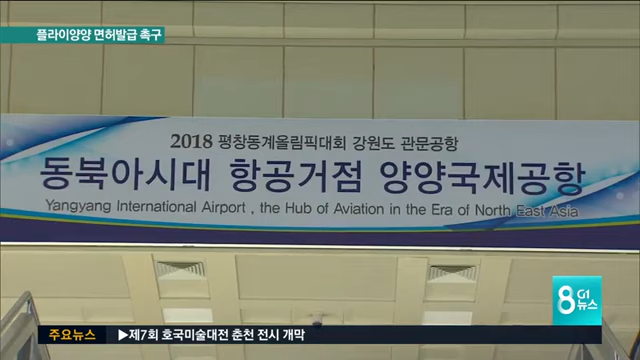 플라이양양 면허발급 촉구
2018 평창동계올림픽대회 강원도 관문공항
동북아시대 항공거점 양양국제공항
Yangyang International Airport , the Hub of Aviation in the Era of North East Asia
8 G1 뉴스
주요뉴스 ▶제7회 호국미술대전 춘천 전시 개막